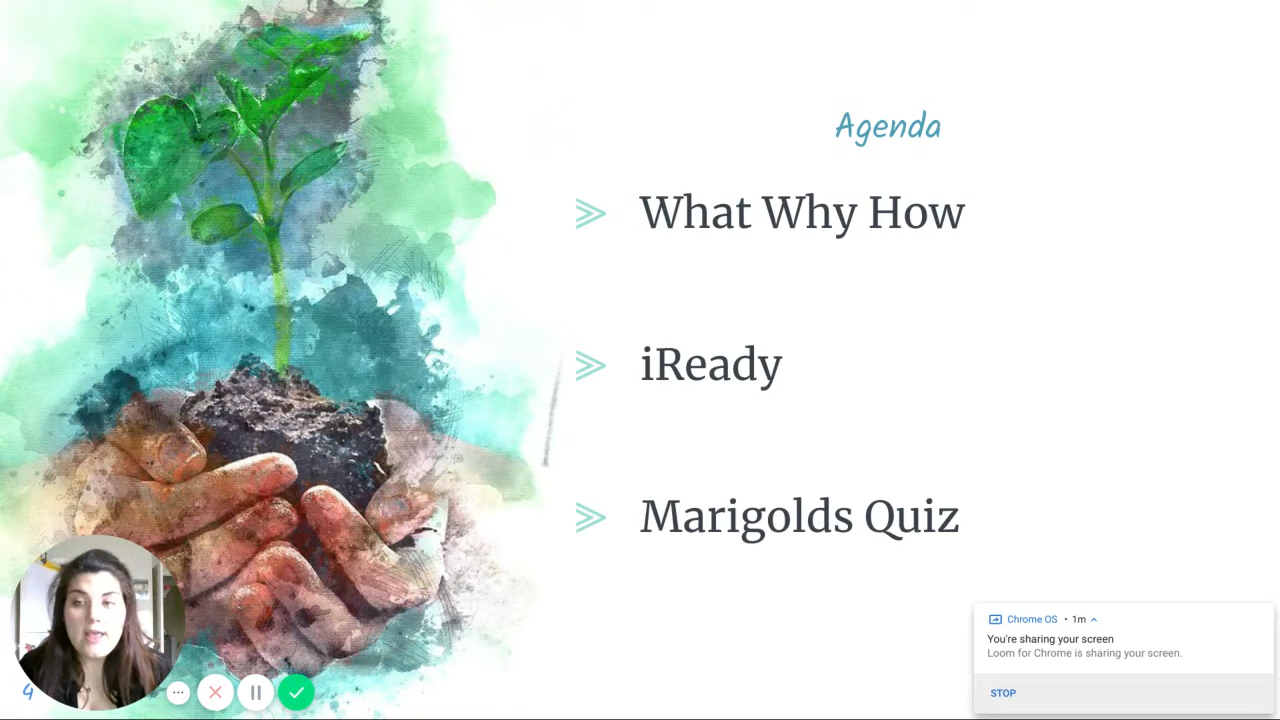 Agenda
What Why How
iReady
Marigolds Quiz
Chrome OS • 1m
You're sharing your screen
Loom for Chrome is sharing your screen.
STOP
4